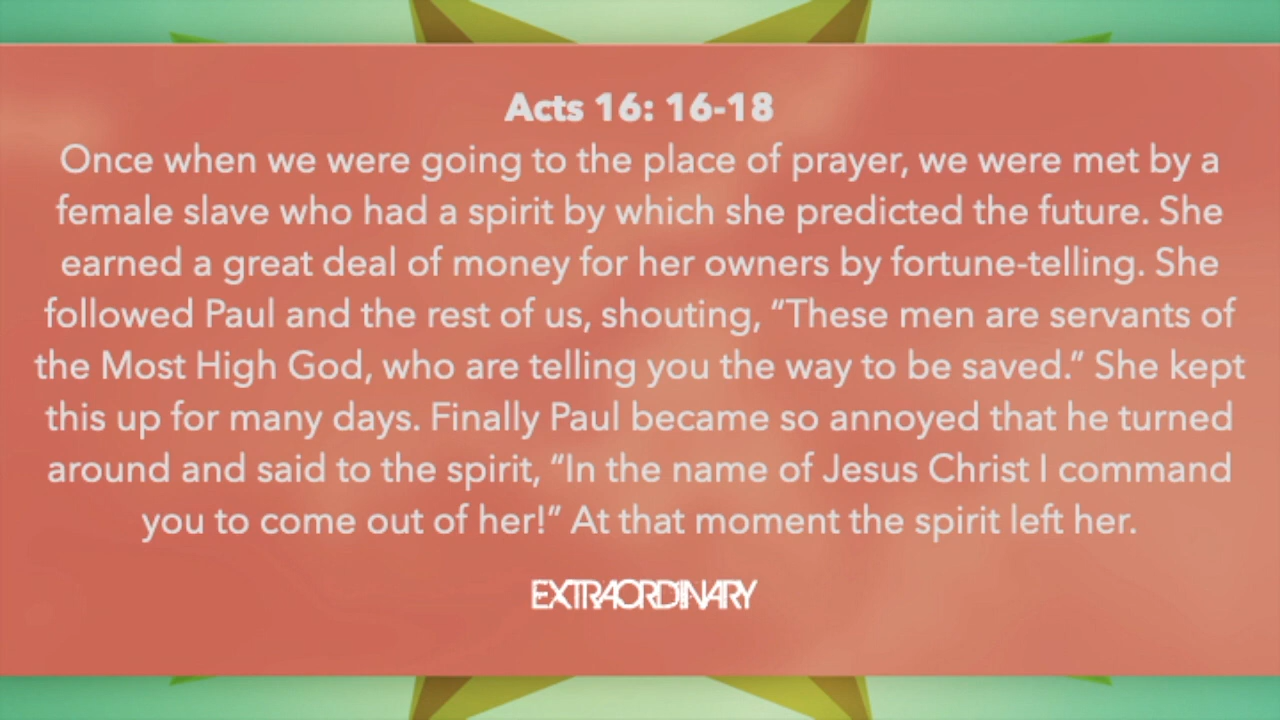 Acts 16: 16-18
Once when we were going to the place of prayer, we were met by a
female slave who had a spirit by which she predicted the future. She
earned a great deal of money for her owners by fortune-telling. She
followed Paul and the rest of us, shouting, “These men are servants of
the Most High God, who are telling you the way to be saved.” She kept
this up for many days. Finally Paul became so annoyed that he turned
around and said to the spirit, “In the name of Jesus Christ I command
you to come out of her!” At that moment the spirit left her.
EXTRAORDINARY